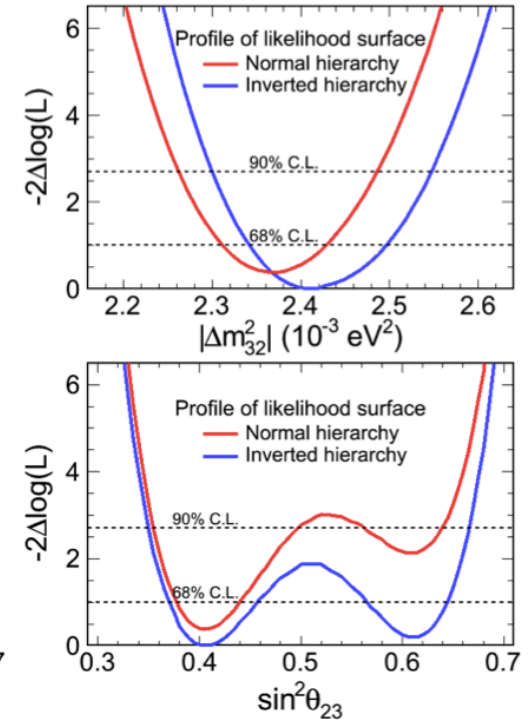 6
Profile of likelihood surface
Normal hierarchy
Inverted hierarchy
4
-2Δlog(L)
90% C.L.
2
68% C.L.
0
2.2 2.3 2.4 2.5 2.6
|Δm²₃₂| (10⁻³ eV²)
6
Profile of likelihood surface
Normal hierarchy
Inverted hierarchy
4
-2Δlog(L)
90% C.L.
2
68% C.L.
0
7 0.3 0.4 0.5 0.6 0.7
sin²θ₂₃